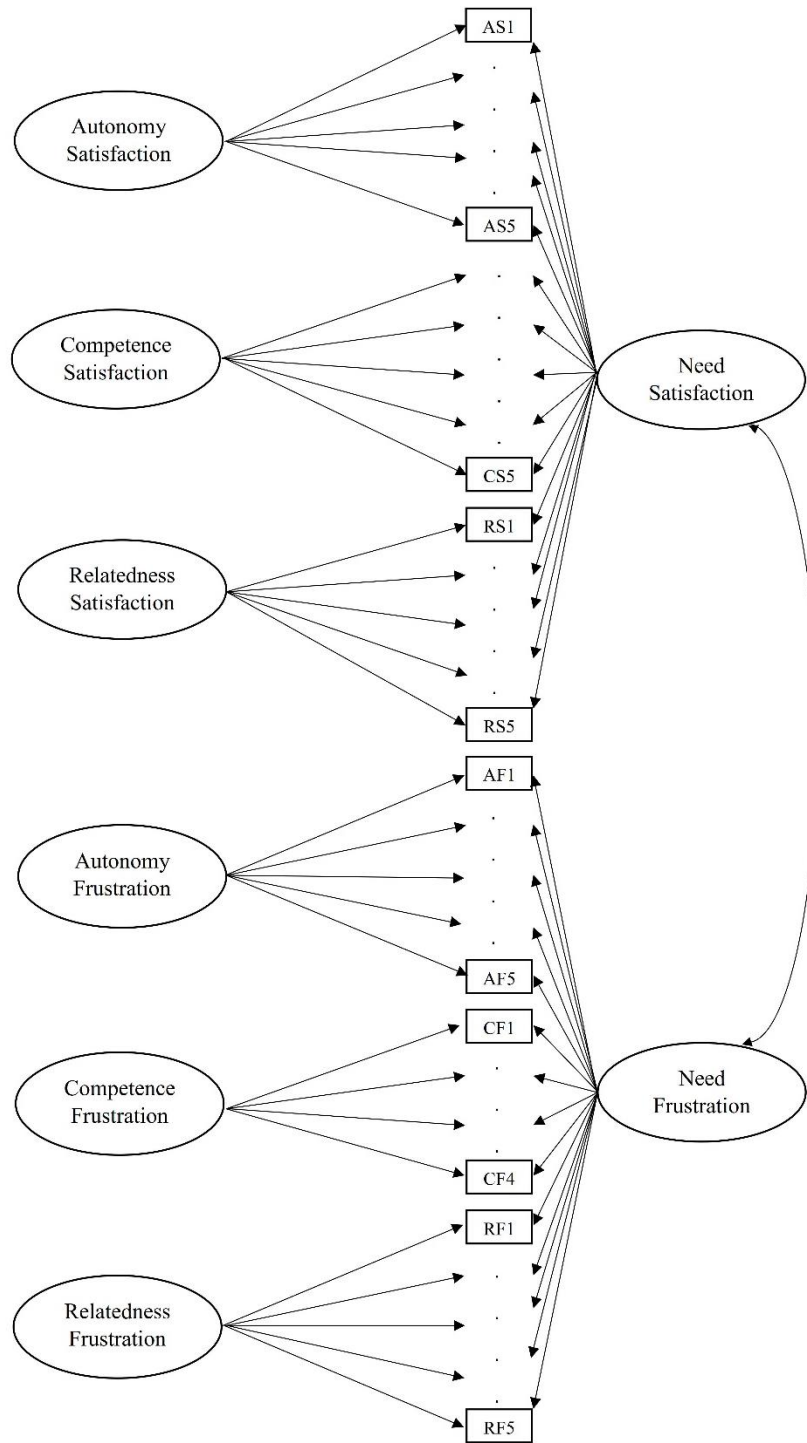 AS1
Autonomy
Satisfaction
AS5
Competence
Satisfaction
Need
Satisfaction
CS5
RS1
Relatedness
Satisfaction
RS5
AF1
Autonomy
Frustration
AF5
CF1
Competence
Frustration
Need
Frustration
CF4
RF1
Relatedness
Frustration
RF5